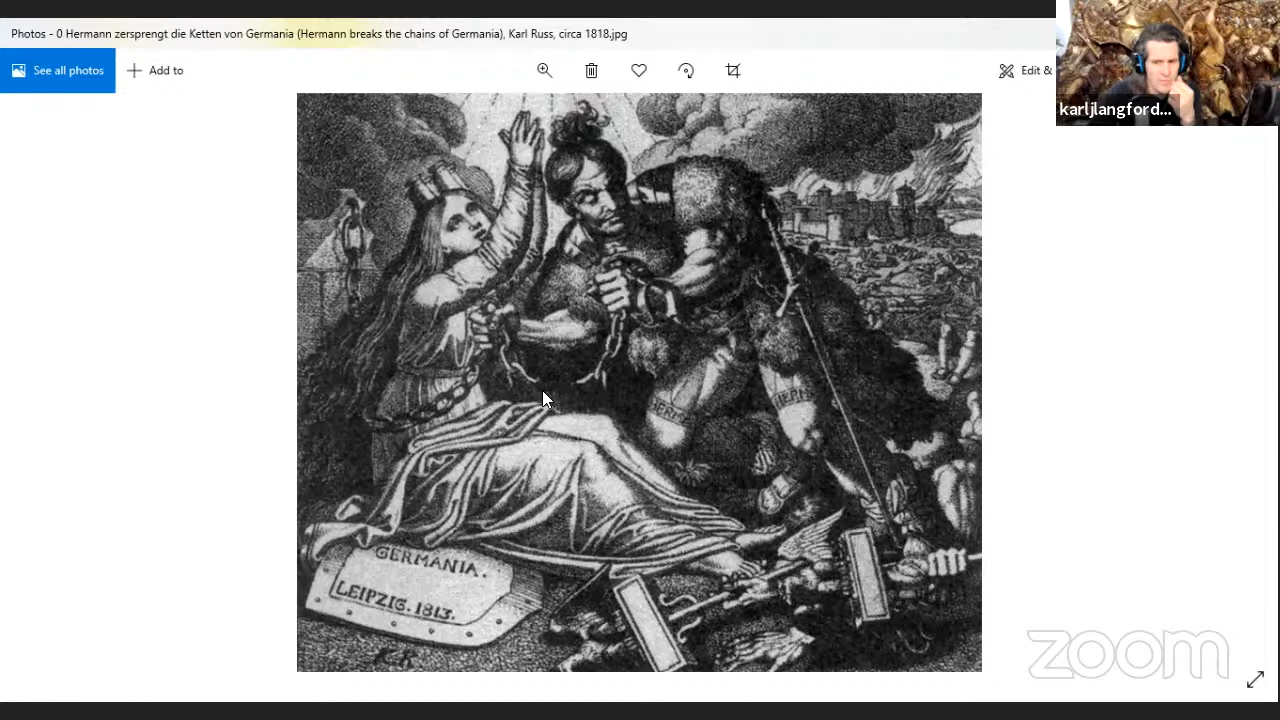 Photos - 0 Hermann zersprengt die Ketten von Germania (Hermann breaks the chains of Germania), Karl Russ, circa 1818.jpg
See all photos
Add to
Edit &
karljlangford...
GERMANIA.
LEIPZIG. 1813.
zoom